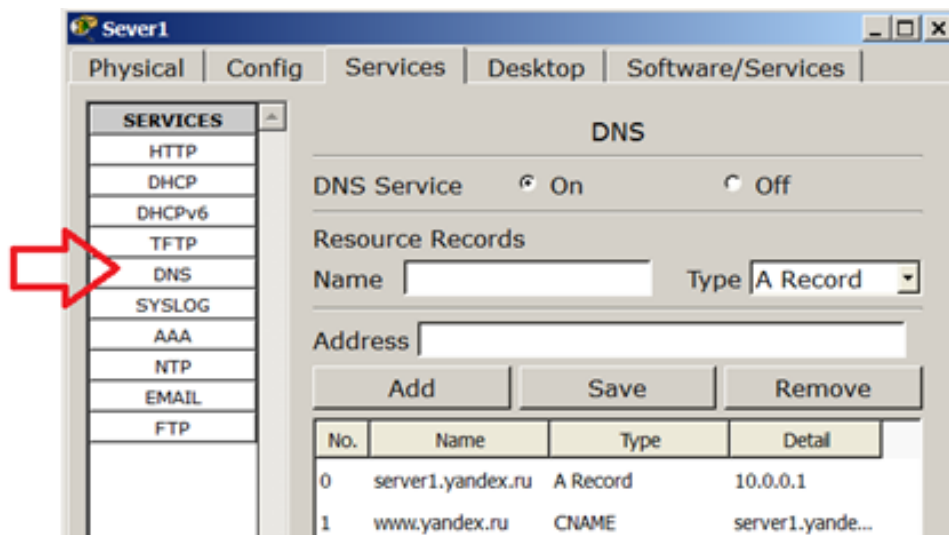 Sever1
Physical Config Services Desktop Software/Services
SERVICES
HTTP
DHCP
DHCPv6
TFTP
DNS
SYSLOG
AAA
NTP
EMAIL
FTP
DNS
DNS Service On Off
Resource Records
Name Type A Record
Address
Add Save Remove
No. Name Type Detail
0 server1.yandex.ru A Record 10.0.0.1
1 www.yandex.ru CNAME server1.yande...